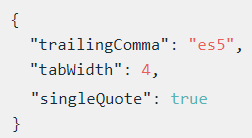 {
  "trailingComma": "es5",
  "tabWidth": 4,
  "singleQuote": true
}